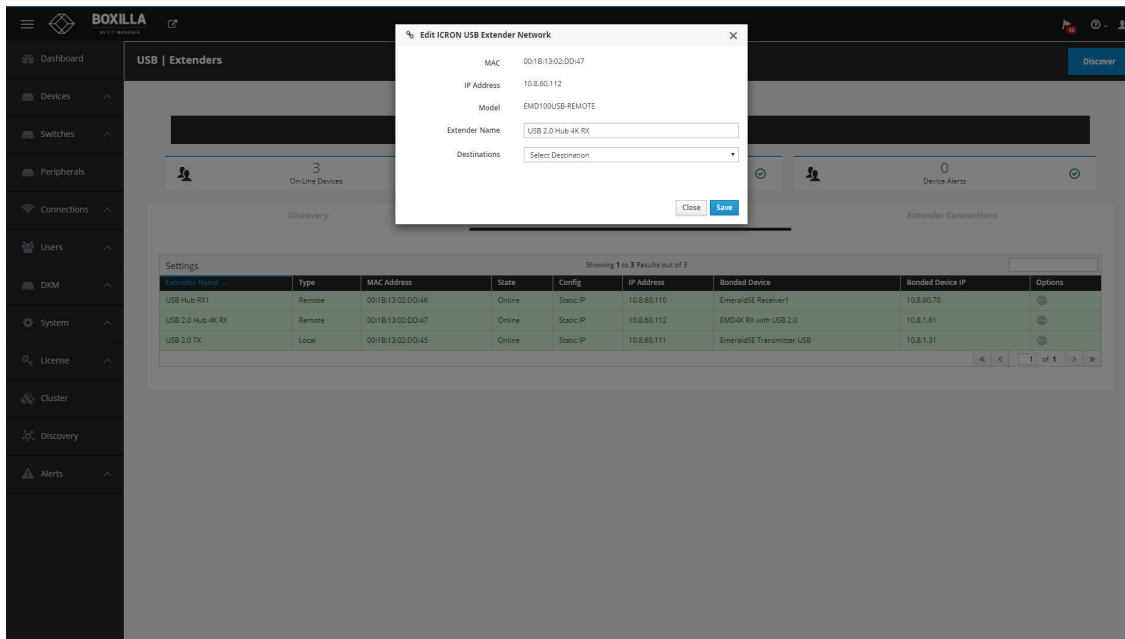 BOXILLA
AV | IT MANAGER
18
Dashboard
Devices
Switches
Peripherals
Connections
Users
DKM
System
License
Cluster
Discovery
Alerts
USB | Extenders
Discover
Edit ICRON USB Extender Network
MAC 00:1B:13:02:DD:47
IP Address 10.8.60.112
Model EMD100USB-REMOTE
Extender Name USB 2.0 Hub 4K RX
Destinations Select Destination
Close Save
3
On-Line Devices
0
Device Alerts
Discovery
Extender Connections
Settings Showing 1 to 3 Results out of 3
Extender Name Type MAC Address State Config IP Address Bonded Device Bonded Device IP Options
USB Hub RX1 Remote 00:1B:13:02:DD:46 Online Static IP 10.8.60.110 EmeraldSE Receiver1 10.8.60.70
USB 2.0 Hub 4K RX Remote 00:1B:13:02:DD:47 Online Static IP 10.8.60.112 EMD4K RX with USB 2.0 10.8.1.61
USB 2.0 TX Local 00:1B:13:02:DD:45 Online Static IP 10.8.60.111 EmeraldSE Transmitter USB 10.8.1.31
1 of 1